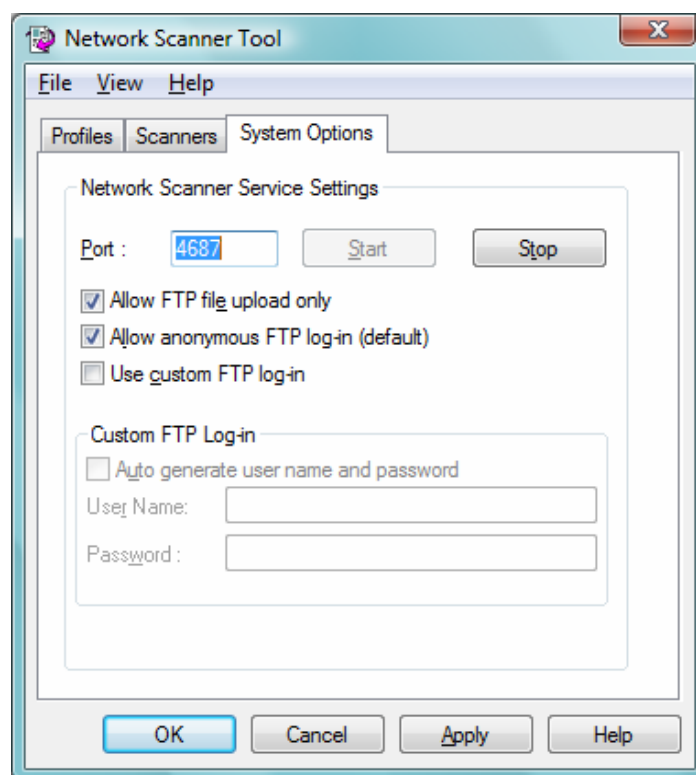 Network Scanner Tool
File View Help
Profiles Scanners System Options
Network Scanner Service Settings
Port : 4687 Start Stop
Allow FTP file upload only
Allow anonymous FTP log-in (default)
Use custom FTP log-in
Custom FTP Log-in
Auto generate user name and password
User Name:
Password :
OK Cancel Apply Help